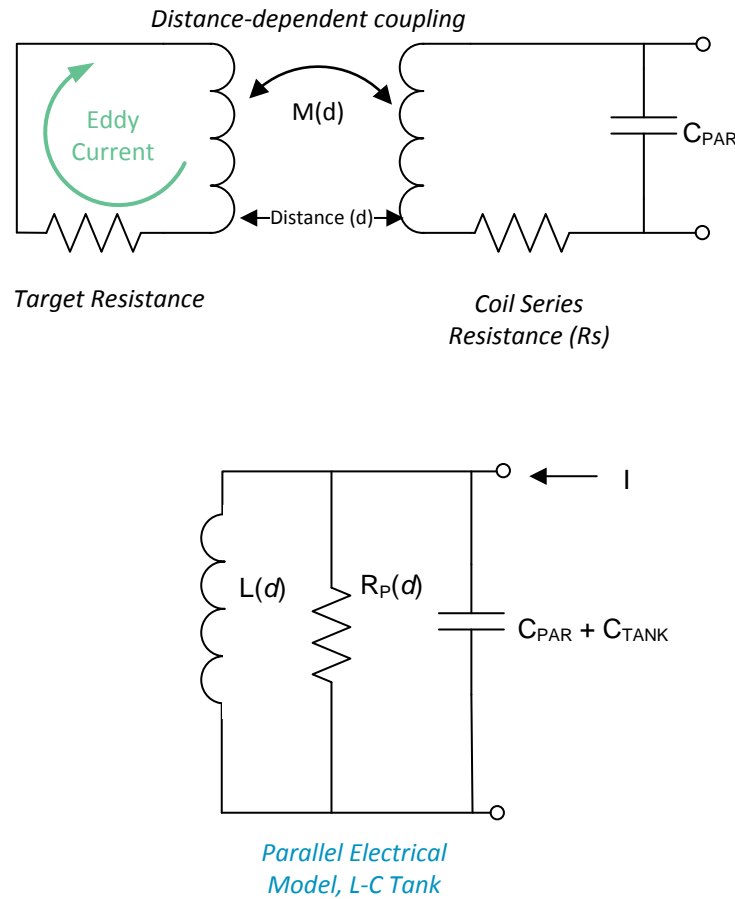 Distance-dependent coupling
Eddy
Current
M(d)
CPAR
Distance (d)
Target Resistance
Coil Series
Resistance (Rs)
I
L(d)
RP(d)
CPAR + CTANK
Parallel Electrical
Model, L-C Tank